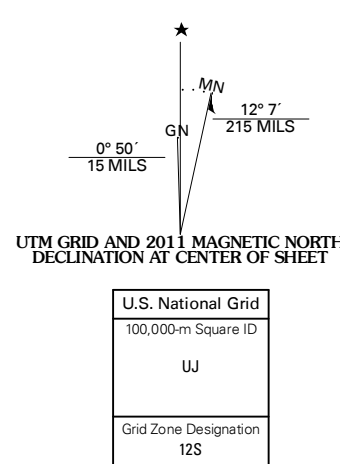 MN
GN
12° 7´
215 MILS
0° 50´
15 MILS
UTM GRID AND 2011 MAGNETIC NORTH
DECLINATION AT CENTER OF SHEET
U.S. National Grid
100,000-m Square ID
UJ
Grid Zone Designation
12S